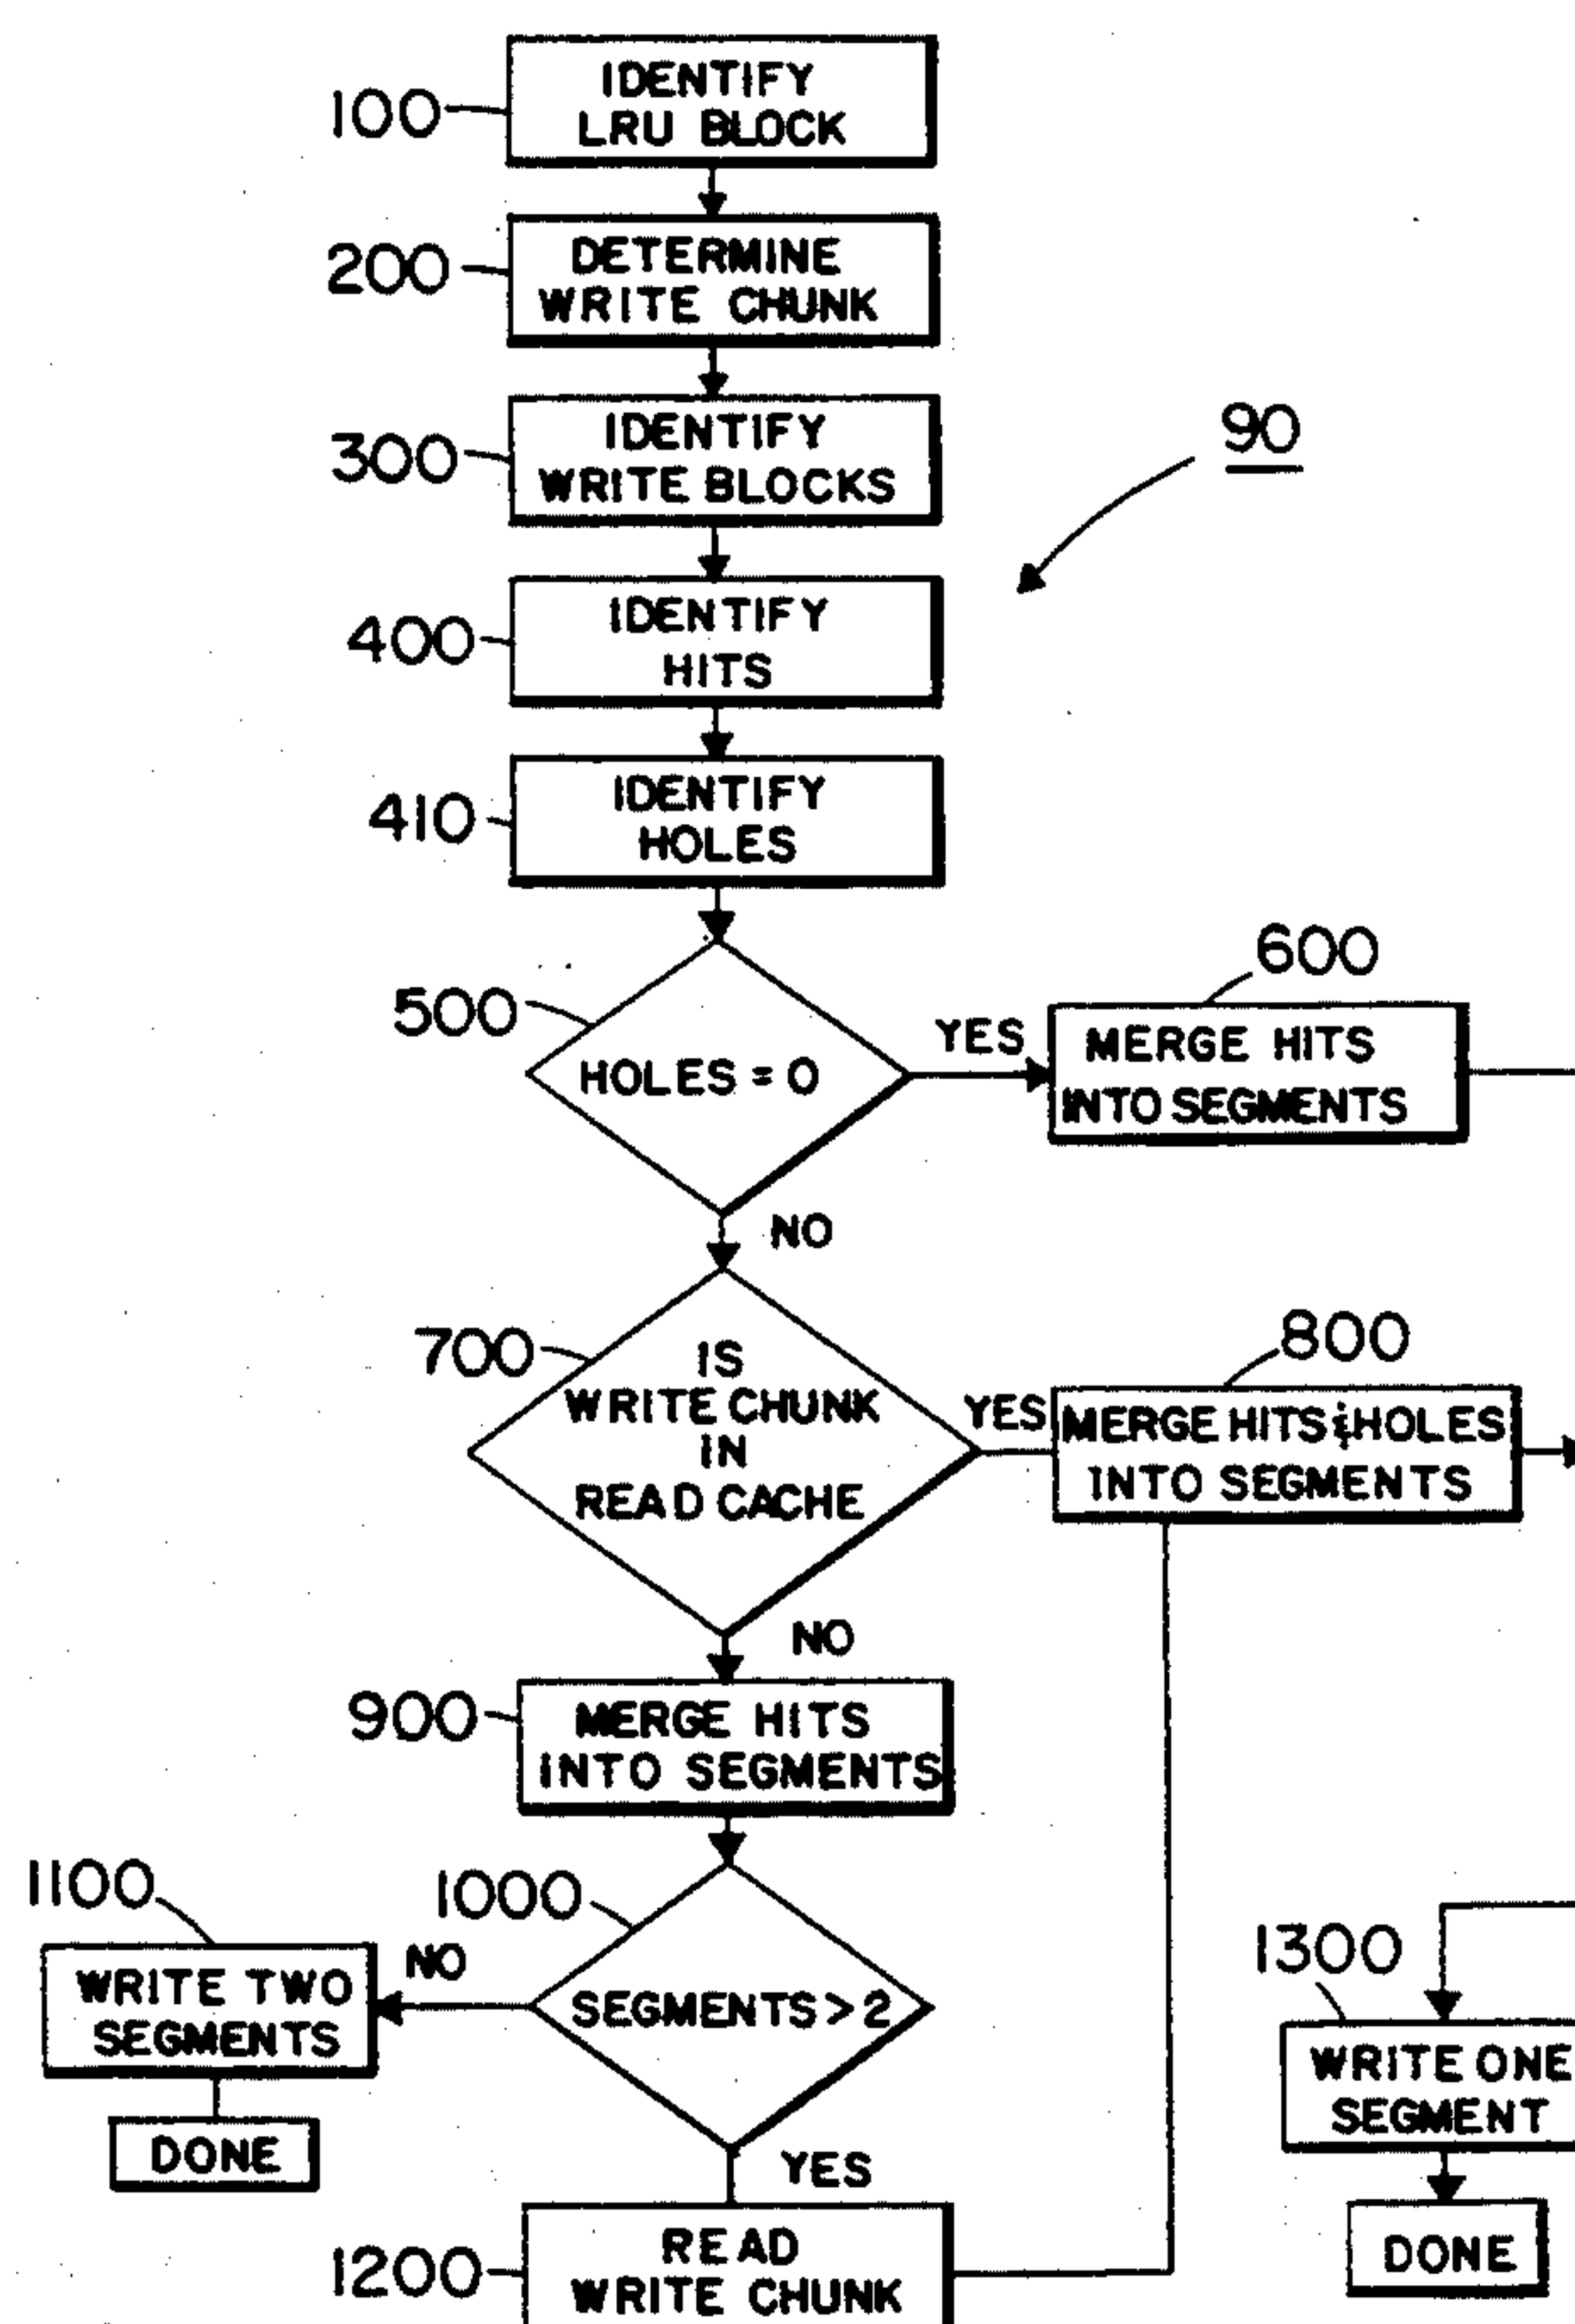 100
IDENTIFY
LRU BLOCK
200
DETERMINE
WRITE CHUNK
300
IDENTIFY
WRITE BLOCKS
90
400
IDENTIFY
HITS
410
IDENTIFY
HOLES
500
HOLES = 0
YES
600
MERGE HITS
INTO SEGMENTS
NO
700
IS
WRITE CHUNK
IN
READ CACHE
YES
800
MERGE HITS & HOLES
INTO SEGMENTS
NO
900
MERGE HITS
INTO SEGMENTS
1000
SEGMENTS > 2
NO
1100
WRITE TWO
SEGMENTS
DONE
YES
1200
READ
WRITE CHUNK
1300
WRITE ONE
SEGMENT
DONE